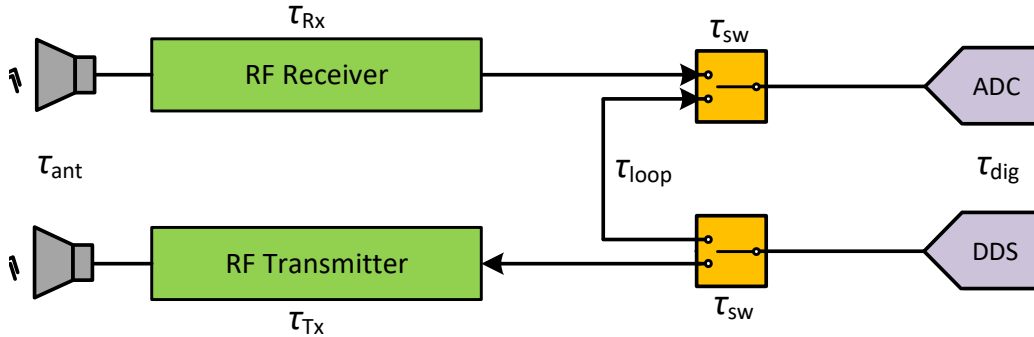 τRx
τsw
RF Receiver
ADC
τant
τloop
τdig
RF Transmitter
DDS
τTx
τsw